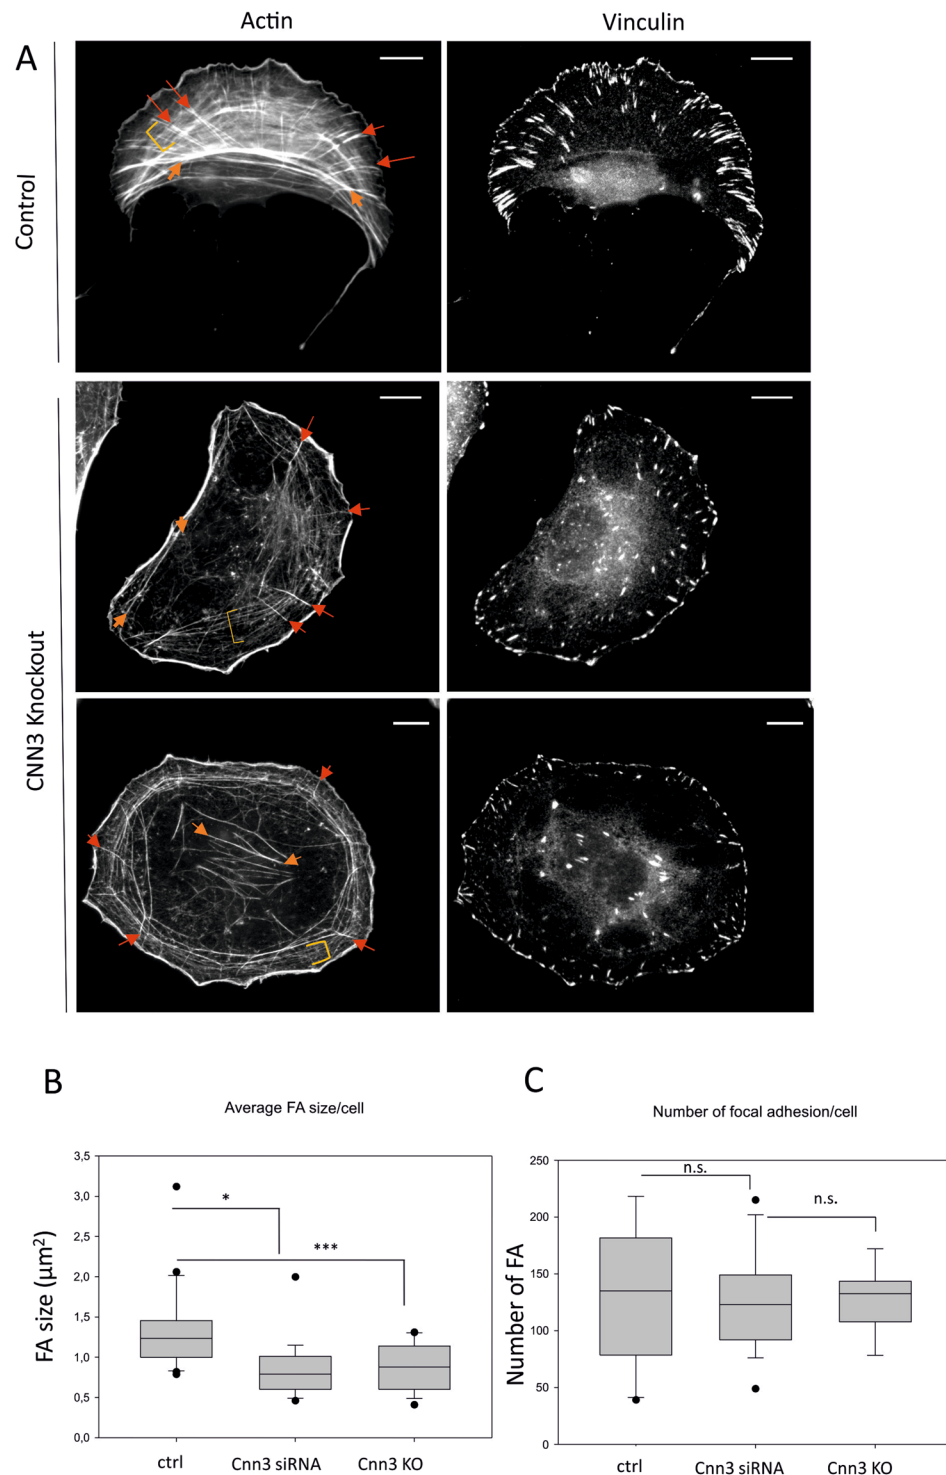 Actin
Vinculin
A
Control
CNN3 Knockout
B
Average FA size/cell
FA size (µm²)
3,5
3,0
2,5
2,0
1,5
1,0
0,5
0,0
*
***
ctrl
Cnn3 siRNA
Cnn3 KO
C
Number of focal adhesion/cell
Number of FA
250
200
150
100
50
0
n.s.
n.s.
ctrl
Cnn3 siRNA
Cnn3 KO